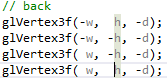 // back
glVertex3f(-w,  h, -d);
glVertex3f(-w, -h, -d);
glVertex3f( w, -h, -d);
glVertex3f( w,  h, -d);